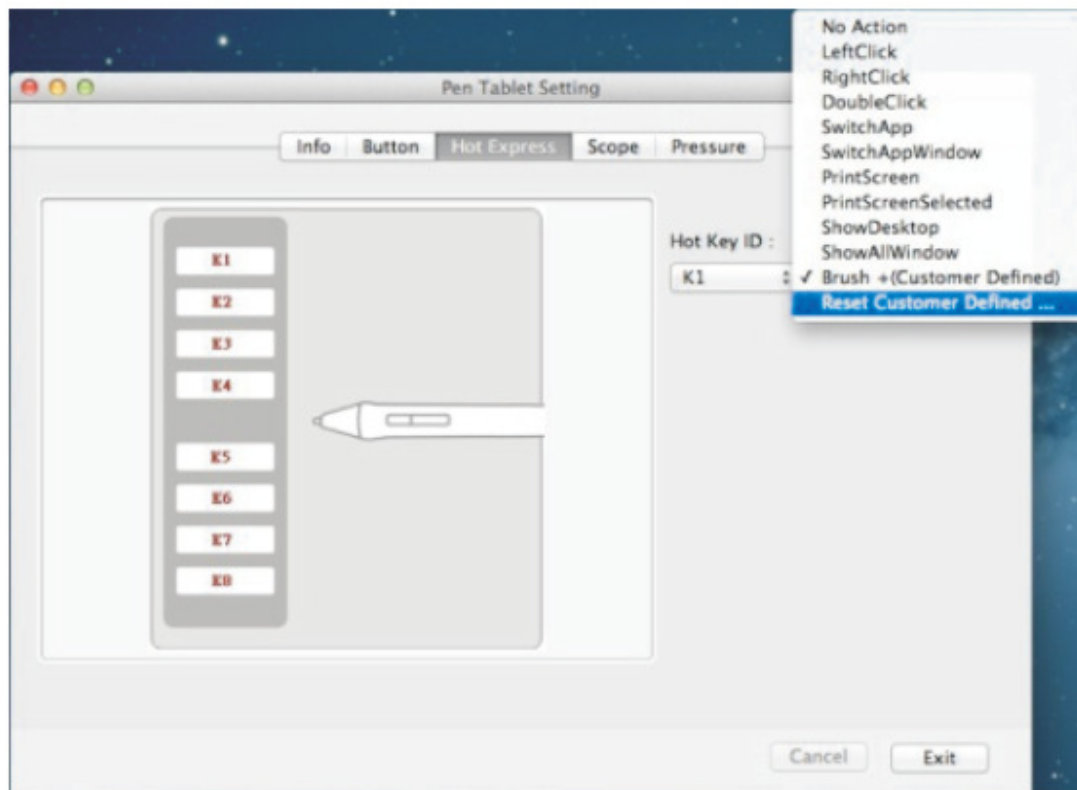 Pen Tablet Setting
Info Button Hot Express Scope Pressure
K1
K2
K3
K4
K5
K6
K7
K8
Hot Key ID :
K1
No Action
LeftClick
RightClick
DoubleClick
SwitchApp
SwitchAppWindow
PrintScreen
PrintScreenSelected
ShowDesktop
ShowAllWindow
✓ Brush +(Customer Defined)
Reset Customer Defined ...
Cancel Exit